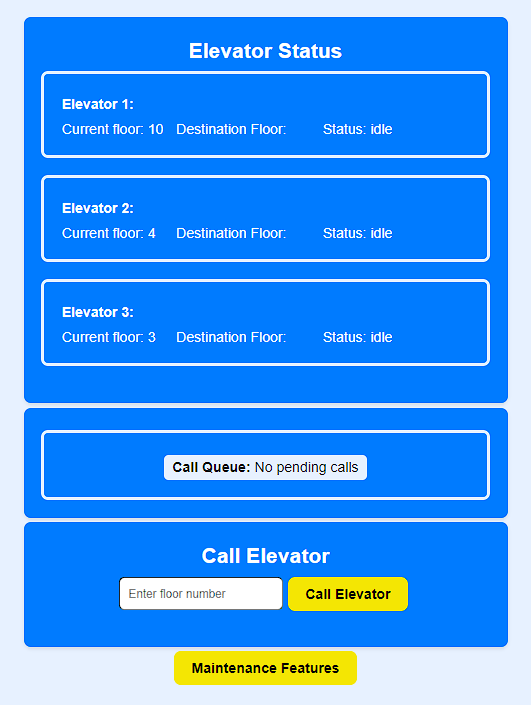 Elevator Status
Elevator 1:
Current floor: 10 Destination Floor: Status: idle
Elevator 2:
Current floor: 4 Destination Floor: Status: idle
Elevator 3:
Current floor: 3 Destination Floor: Status: idle
Call Queue: No pending calls
Call Elevator
Enter floor number Call Elevator
Maintenance Features